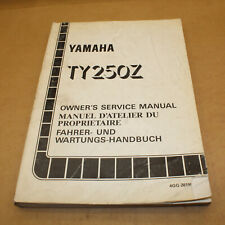 YAMAHA
TY250Z
OWNER'S SERVICE MANUAL
MANUEL D'ATELIER DU
PROPRIETAIRE
FAHRER- UND
WARTUNGS-HANDBUCH